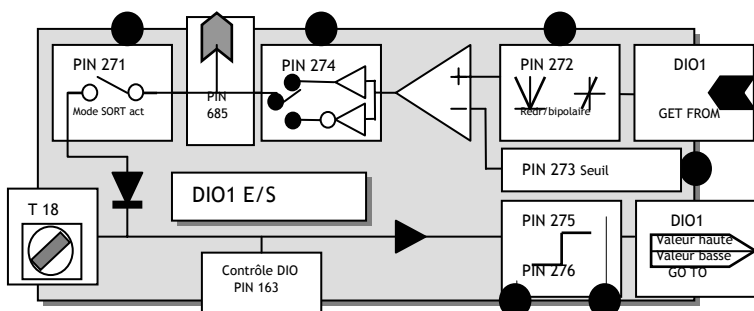 PIN 271
Mode SORT act
PIN
685
PIN 274
PIN 272
Redr/bipolaire
DIO1
GET FROM
PIN 273 Seuil
DIO1 E/S
T 18
Contrôle DIO
PIN 163
PIN 275
PIN 276
DIO1
Valeur haute
Valeur basse
GO TO